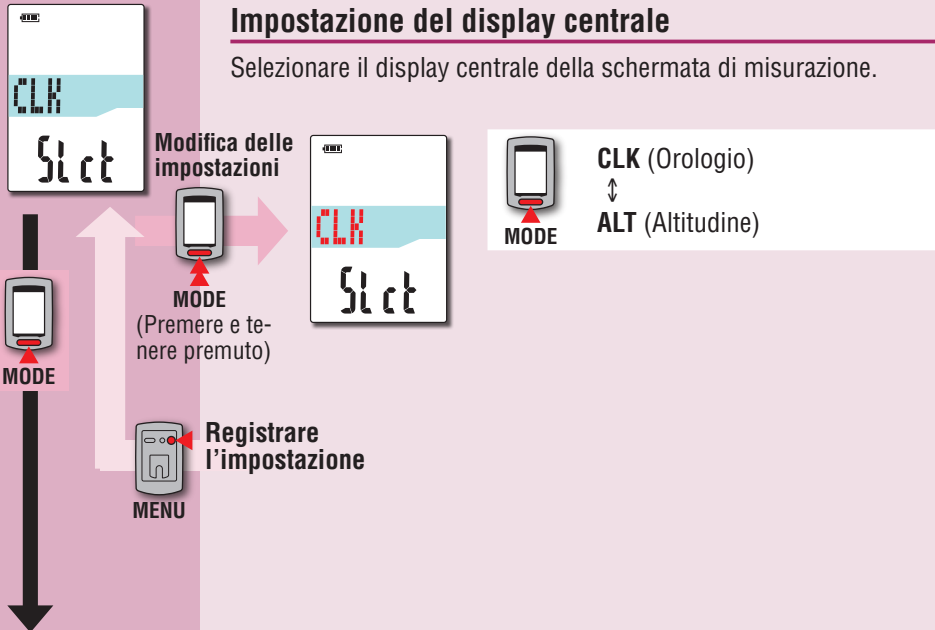 Impostazione del display centrale
Selezionare il display centrale della schermata di misurazione.
CLK
Slct
Modifica delle
impostazioni
MODE
(Premere e te-
nere premuto)
CLK
Slct
MODE
CLK (Orologio)
⇕
ALT (Altitudine)
MODE
Registrare
l’impostazione
MENU